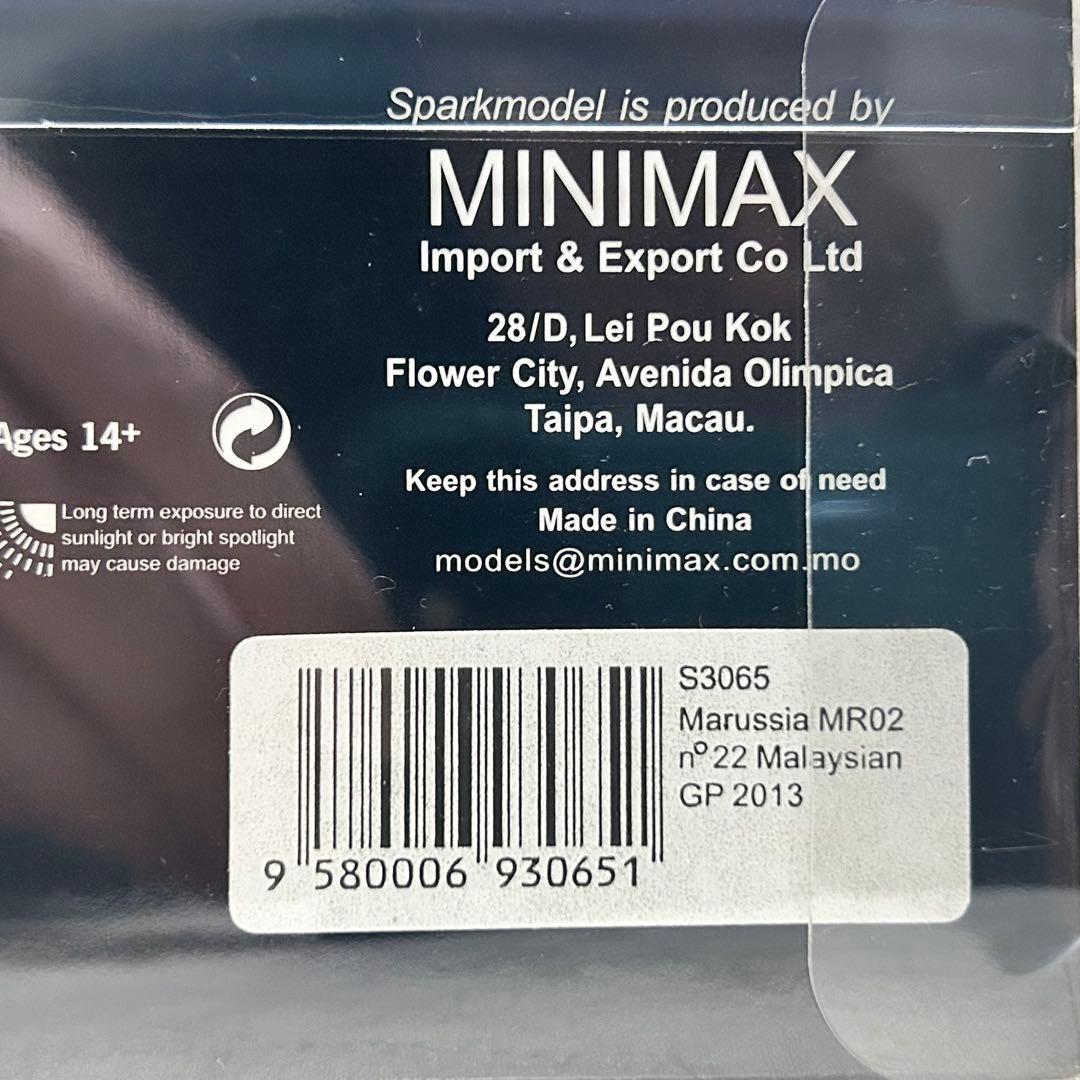 Sparkmodel is produced by
MINIMAX
Import & Export Co Ltd
28/D, Lei Pou Kok
Flower City, Avenida Olimpica
Taipa, Macau.
Keep this address in case of need
Made in China
models@minimax.com.mo
Ages 14+
Long term exposure to direct
sunlight or bright spotlight
may cause damage
S3065
Marussia MR02
nº22 Malaysian
GP 2013
9 580006 930651